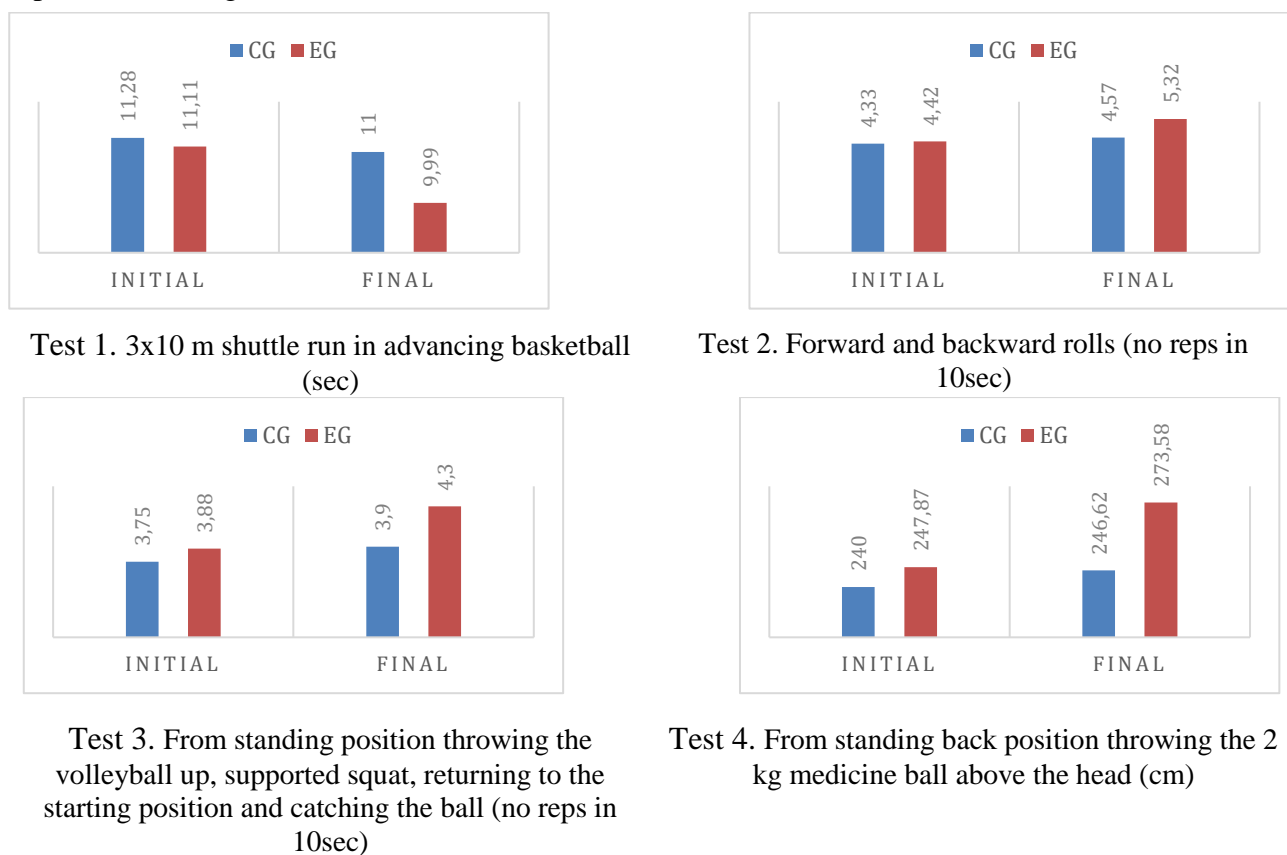 CG EG
11,28
11,11
11
9,99
INITIAL FINAL
Test 1. 3x10 m shuttle run in advancing basketball
(sec)
CG EG
4,33
4,42
4,57
5,32
INITIAL FINAL
Test 2. Forward and backward rolls (no reps in
10sec)
CG EG
3,75
3,88
3,9
4,3
INITIAL FINAL
Test 3. From standing position throwing the
volleyball up, supported squat, returning to the
starting position and catching the ball (no reps in
10sec)
CG EG
240
247,87
246,62
273,58
INITIAL FINAL
Test 4. From standing back position throwing the 2
kg medicine ball above the head (cm)